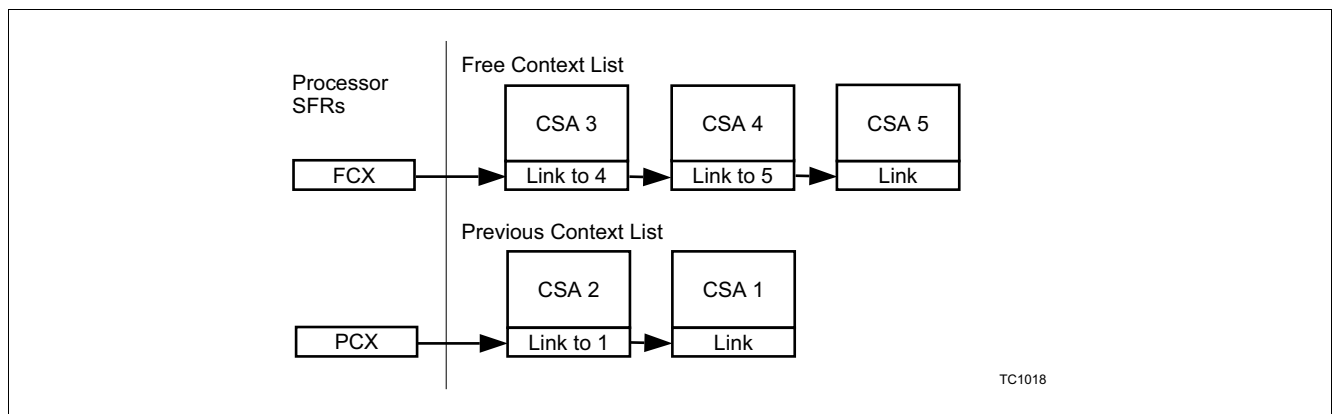 Processor
SFRs
Free Context List
CSA 3
CSA 4
CSA 5
FCX
Link to 4
Link to 5
Link
Previous Context List
CSA 2
CSA 1
PCX
Link to 1
Link
TC1018